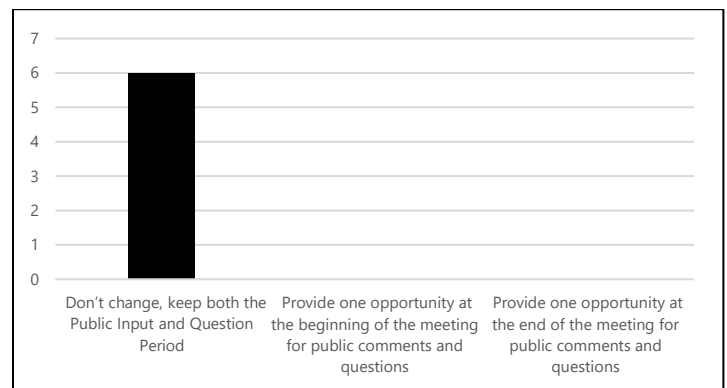 7
6
5
4
3
2
1
0
Don’t change, keep both the
Public Input and Question
Period
Provide one opportunity at
the beginning of the meeting
for public comments and
questions
Provide one opportunity at
the end of the meeting for
public comments and
questions